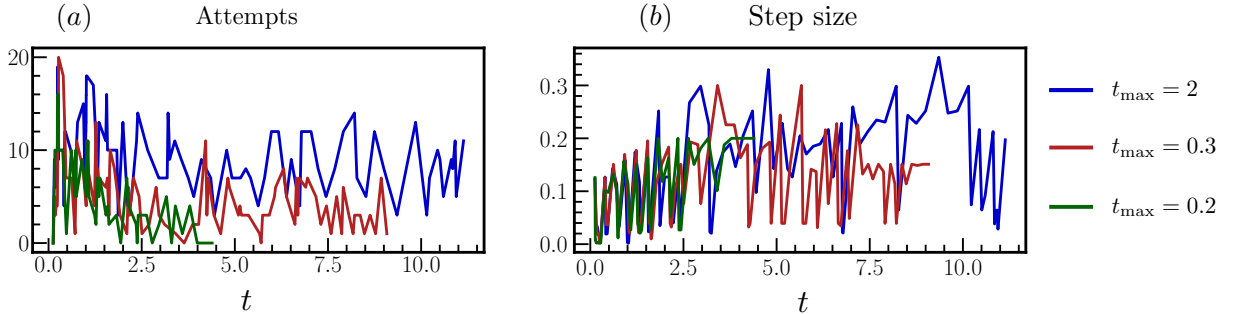 (a) Attempts
20
10
0
0.0 2.5 5.0 7.5 10.0
t
(b) Step size
0.3
0.2
0.1
0.0
0.0 2.5 5.0 7.5 10.0
t
t_max = 2
t_max = 0.3
t_max = 0.2